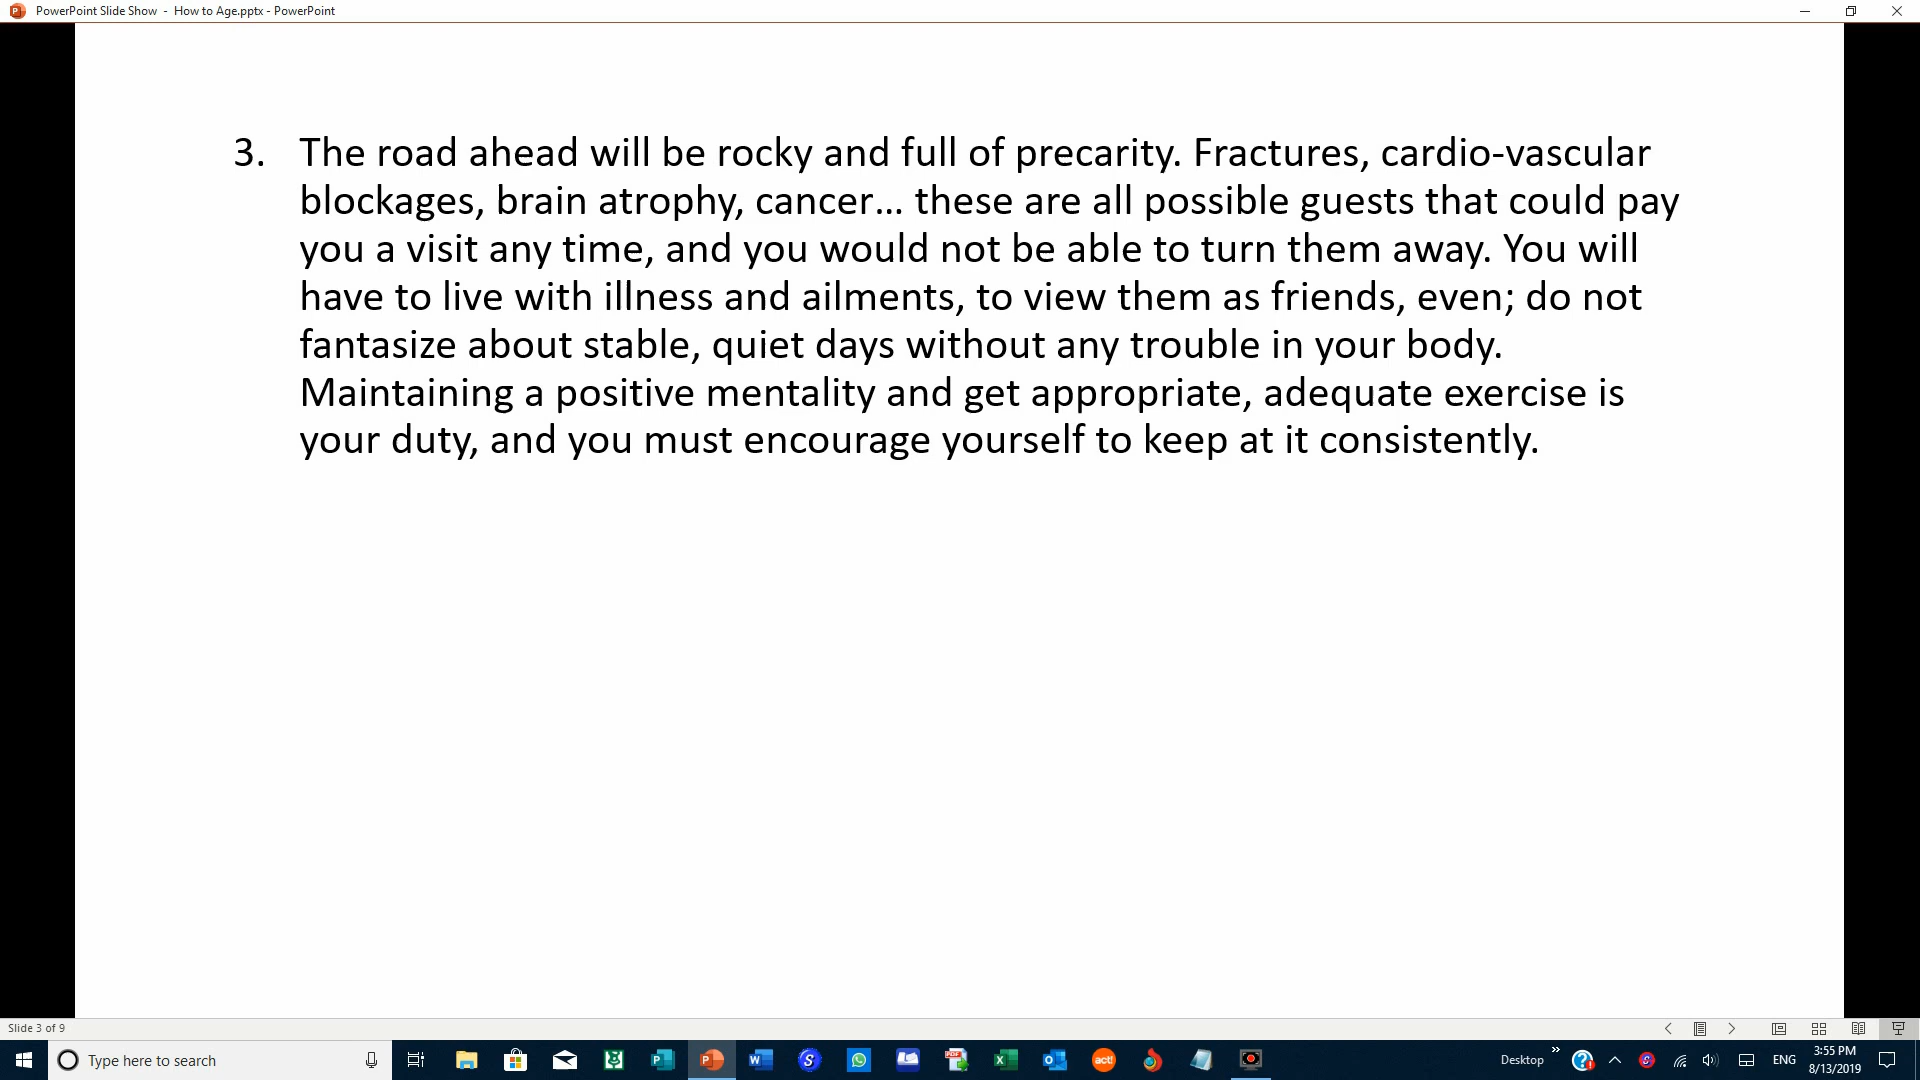 PowerPoint Slide Show - How to Age.pptx - PowerPoint
3. The road ahead will be rocky and full of precarity. Fractures, cardio-vascular
blockages, brain atrophy, cancer... these are all possible guests that could pay
you a visit any time, and you would not be able to turn them away. You will
have to live with illness and ailments, to view them as friends, even; do not
fantasize about stable, quiet days without any trouble in your body.
Maintaining a positive mentality and get appropriate, adequate exercise is
your duty, and you must encourage yourself to keep at it consistently.
Slide 3 of 9
Type here to search
act!
Desktop
ENG
3:55 PM
8/13/2019